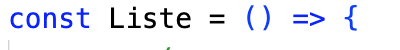 const Liste = () => {